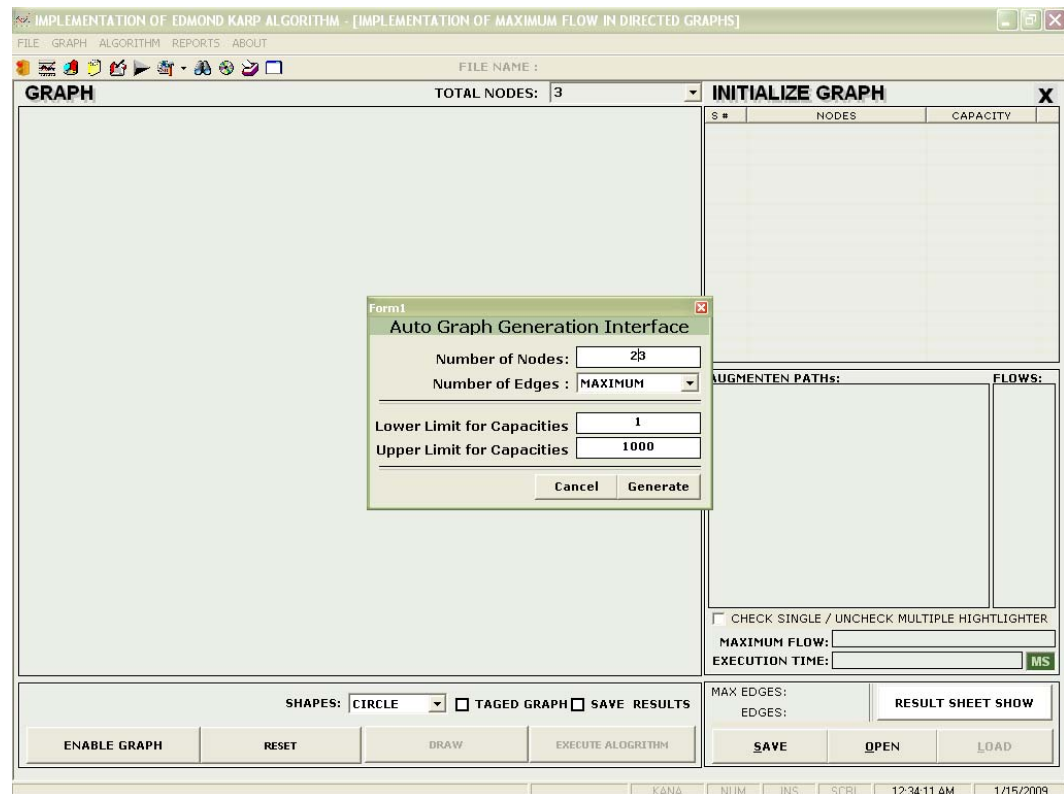 IMPLEMENTATION OF EDMOND KARP ALGORITHM - [IMPLEMENTATION OF MAXIMUM FLOW IN DIRECTED GRAPHS]
FILE GRAPH ALGORITHM REPORTS ABOUT
FILE NAME :
GRAPH
TOTAL NODES: 3
INITIALIZE GRAPH X
S # NODES CAPACITY
Form1
Auto Graph Generation Interface
Number of Nodes: 23
Number of Edges : MAXIMUM
Lower Limit for Capacities 1
Upper Limit for Capacities 1000
Cancel Generate
AUGMENTEN PATHs: FLOWS:
CHECK SINGLE / UNCHECK MULTIPLE HIGHTLIGHTER
MAXIMUM FLOW:
EXECUTION TIME: MS
SHAPES: CIRCLE TAGED GRAPH SAVE RESULTS
ENABLE GRAPH RESET DRAW EXECUTE ALOGRITHM
MAX EDGES:
EDGES:
RESULT SHEET SHOW
SAVE OPEN LOAD
KANA NUM INS SCRL 12:34:11 AM 1/15/2009